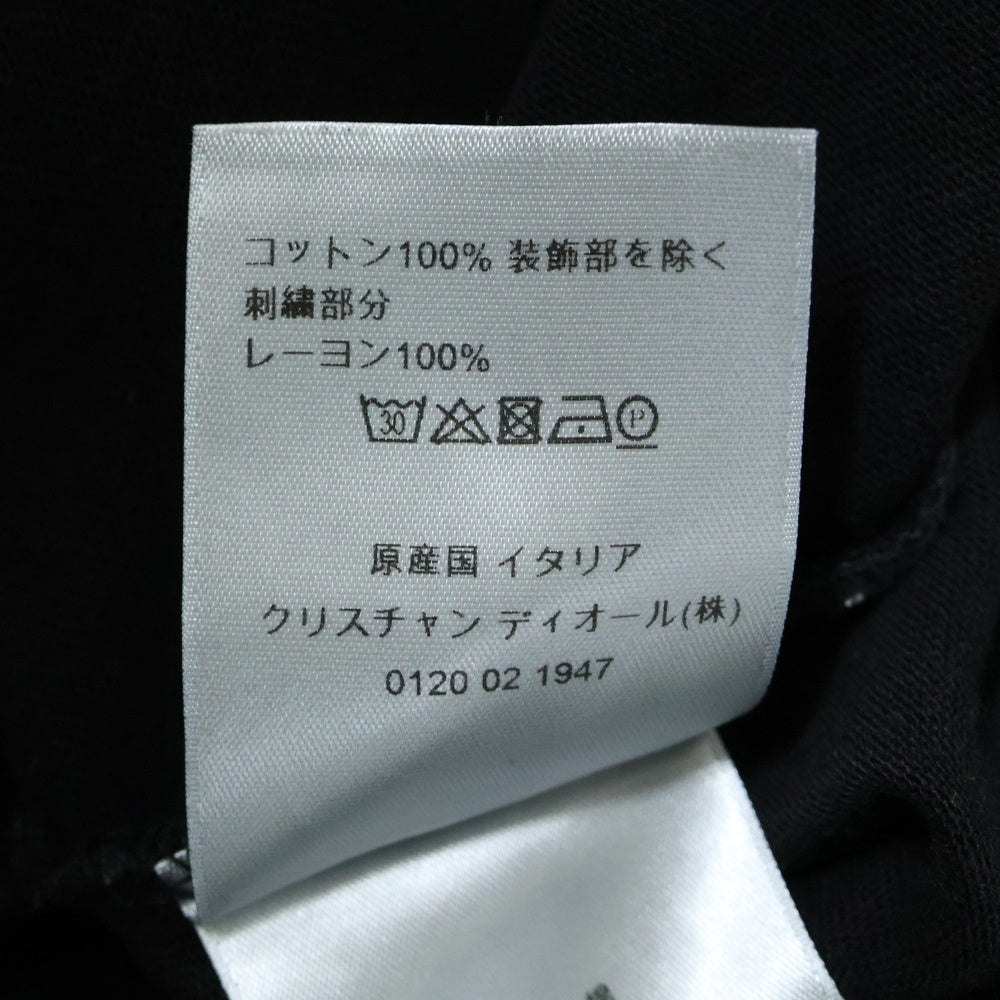 コットン100% 装飾部を除く
刺繍部分
レーヨン100%
30 P
原産国 イタリア
クリスチャン ディオール(株)
0120 02 1947